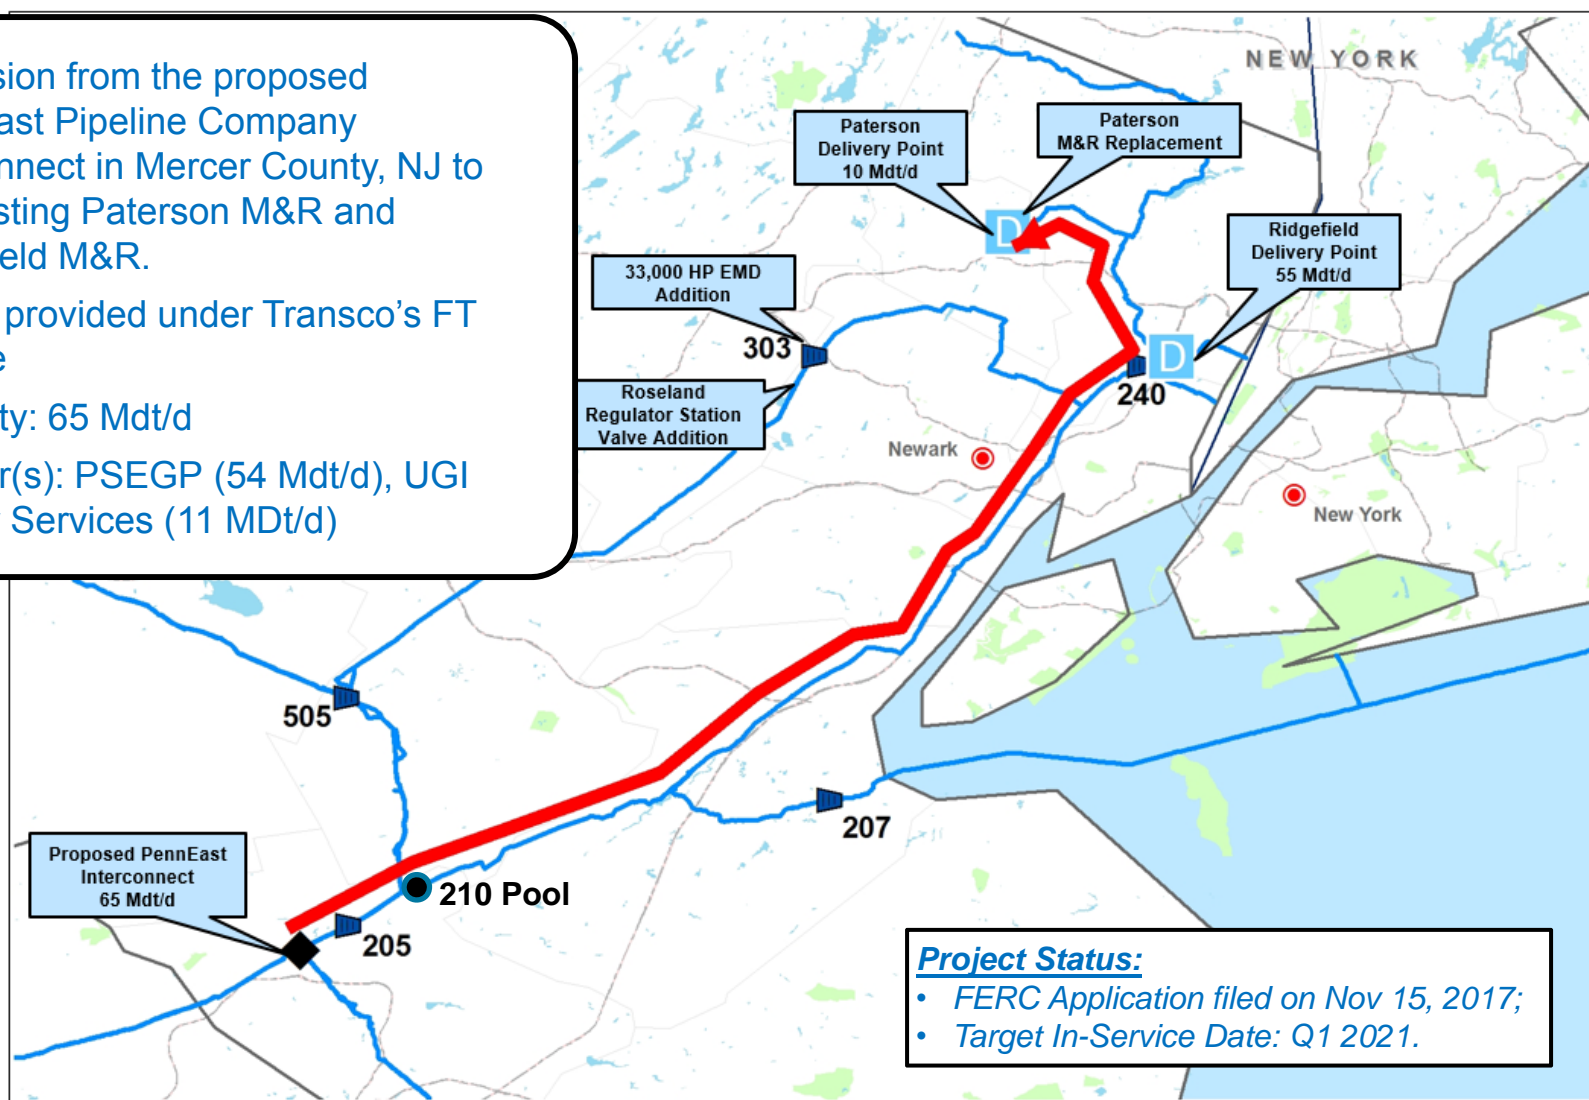 sion from the proposed
ast Pipeline Company
nnect in Mercer County, NJ to
sting Paterson M&R and
eld M&R.
provided under Transco's FT
e
ty: 65 Mdt/d
r(s): PSEGP (54 Mdt/d), UGI
Services (11 MDt/d)
NEW YORK
Paterson
Delivery Point
10 Mdt/d
Paterson
M&R Replacement
D
Ridgefield
Delivery Point
55 Mdt/d
33,000 HP EMD
Addition
303
D
240
Roseland
Regulator Station
Valve Addition
Newark
New York
505
207
Proposed PennEast
Interconnect
65 Mdt/d
210 Pool
205
Project Status:
• FERC Application filed on Nov 15, 2017;
• Target In-Service Date: Q1 2021.